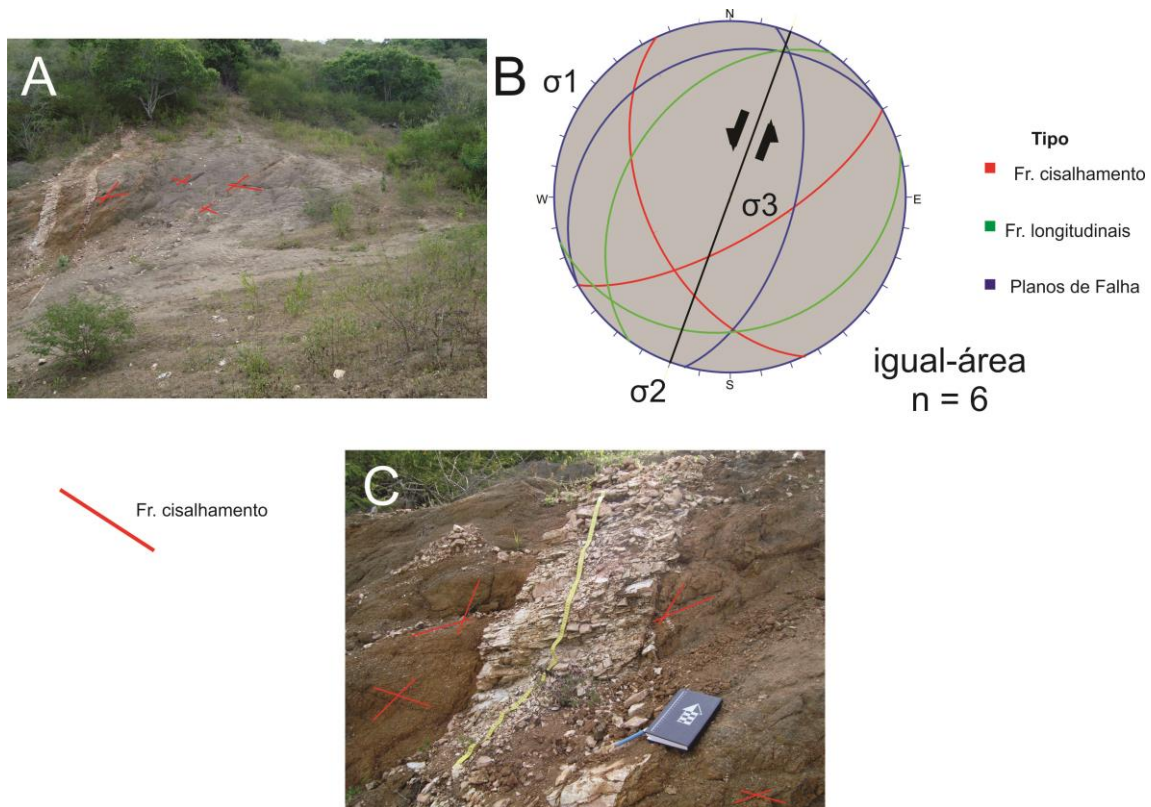 A
B
σ1
N
W
E
S
σ3
σ2
Tipo
Fr. cisalhamento
Fr. longitudinais
Planos de Falha
igual-área
n = 6
Fr. cisalhamento
C